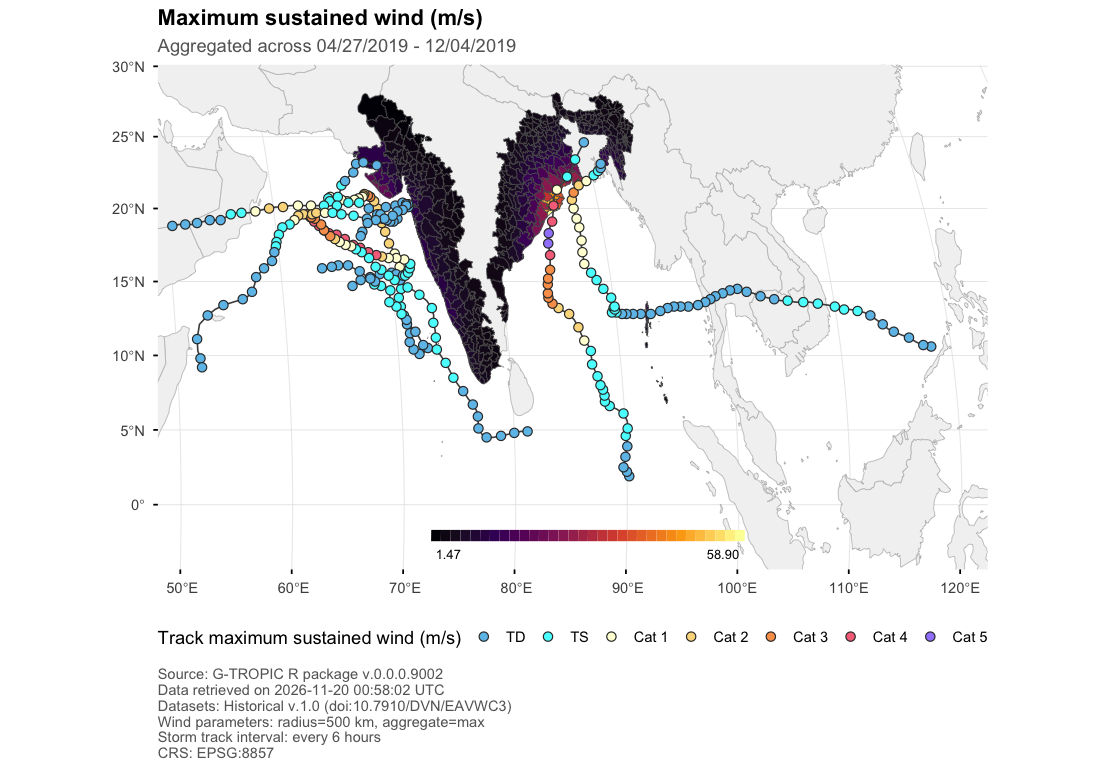 Maximum sustained wind (m/s)
Aggregated across 04/27/2019 - 12/04/2019
30°N
25°N
20°N
15°N
10°N
5°N
0°
1.47 58.90
50°E 60°E 70°E 80°E 90°E 100°E 110°E 120°E
Track maximum sustained wind (m/s) TD TS Cat 1 Cat 2 Cat 3 Cat 4 Cat 5
Source: G-TROPIC R package v.0.0.0.9002
Data retrieved on 2026-11-20 00:58:02 UTC
Datasets: Historical v.1.0 (doi:10.7910/DVN/EAVWC3)
Wind parameters: radius=500 km, aggregate=max
Storm track interval: every 6 hours
CRS: EPSG:8857